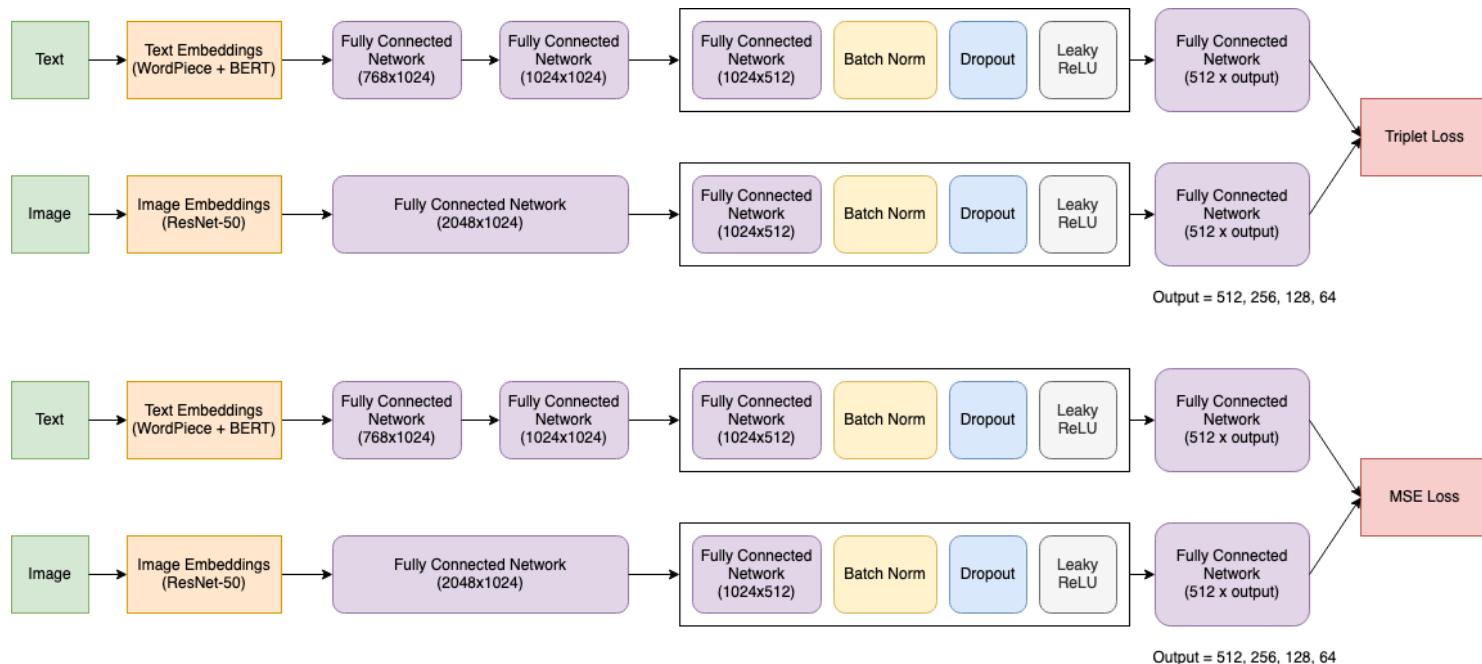 Text
Text Embeddings
(WordPiece + BERT)
Fully Connected
Network
(768x1024)
Fully Connected
Network
(1024x1024)
Fully Connected
Network
(1024x512)
Batch Norm
Dropout
Leaky
ReLU
Fully Connected
Network
(512 x output)
Triplet Loss
Image
Image Embeddings
(ResNet-50)
Fully Connected Network
(2048x1024)
Fully Connected
Network
(1024x512)
Batch Norm
Dropout
Leaky
ReLU
Fully Connected
Network
(512 x output)
Output = 512, 256, 128, 64
Text
Text Embeddings
(WordPiece + BERT)
Fully Connected
Network
(768x1024)
Fully Connected
Network
(1024x1024)
Fully Connected
Network
(1024x512)
Batch Norm
Dropout
Leaky
ReLU
Fully Connected
Network
(512 x output)
MSE Loss
Image
Image Embeddings
(ResNet-50)
Fully Connected Network
(2048x1024)
Fully Connected
Network
(1024x512)
Batch Norm
Dropout
Leaky
ReLU
Fully Connected
Network
(512 x output)
Output = 512, 256, 128, 64